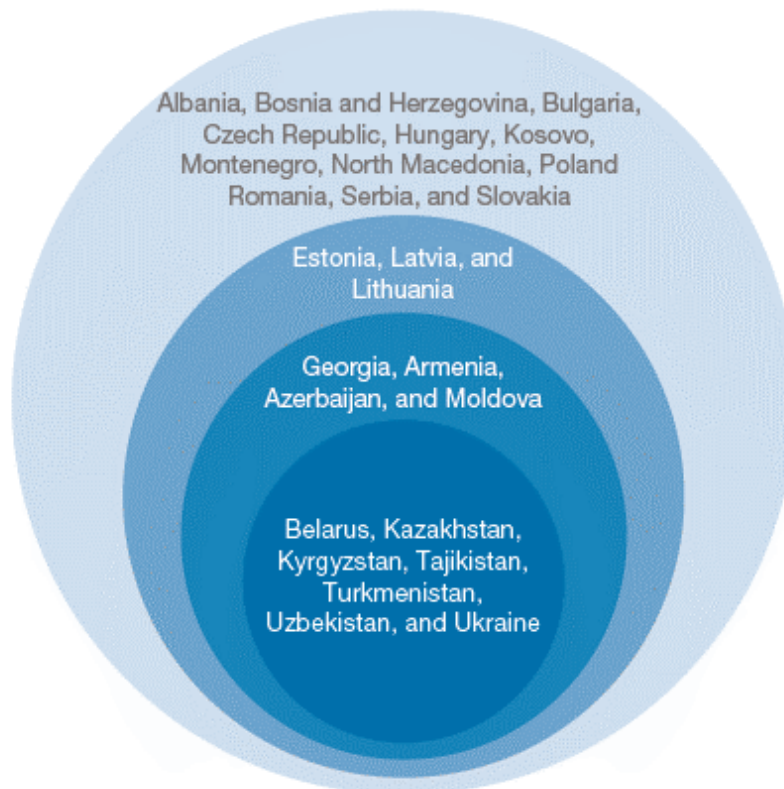 Albania, Bosnia and Herzegovina, Bulgaria,
Czech Republic, Hungary, Kosovo,
Montenegro, North Macedonia, Poland
Romania, Serbia, and Slovakia
Estonia, Latvia, and
Lithuania
Georgia, Armenia,
Azerbaijan, and Moldova
Belarus, Kazakhstan,
Kyrgyzstan, Tajikistan,
Turkmenistan,
Uzbekistan, and Ukraine